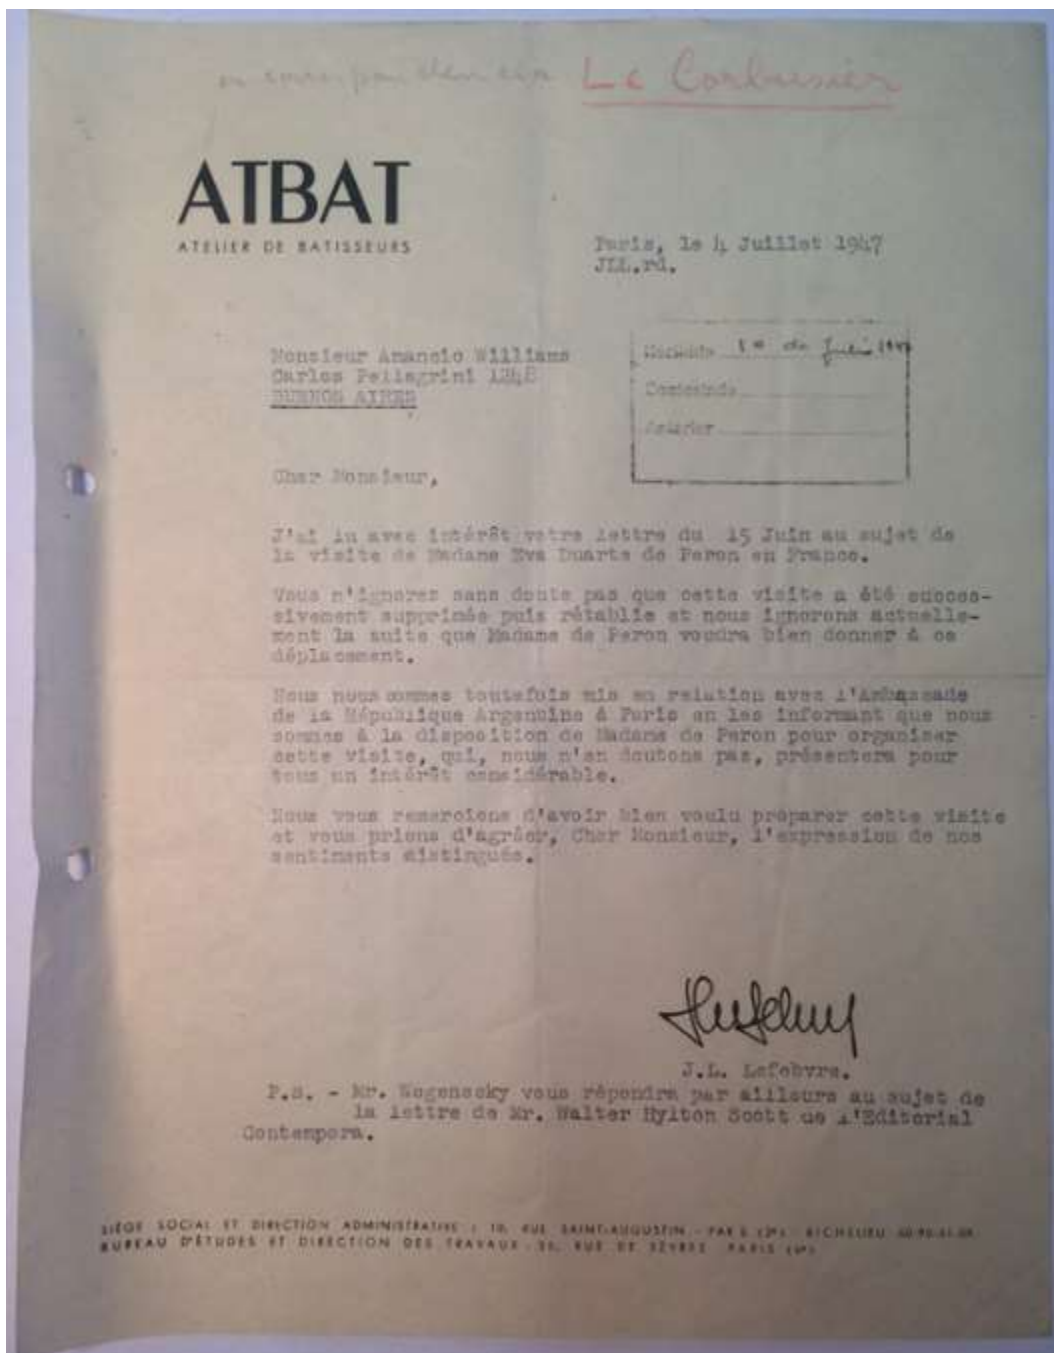 en correspondencia Le Corbusier
ATBAT
ATELIER DE BATISSEURS
Paris, le 4 Juillet 1947
JLL.rd.
Monsieur Amancio Williams
Carlos Pellegrini 1248
BUENOS AIRES
Recibida 10 de Julio 1947
Contestada
Anterior
Cher Monsieur,
J'ai lu avec intérêt votre lettre du 15 Juin au sujet de
la visite de Madame Eva Duarte de Peron en France.
Vous n'ignorez sans doute pas que cette visite a été succes-
sivement supprimée puis rétablie et nous ignorons actuelle-
ment la suite que Madame de Peron voudra bien donner à ce
déplacement.
Nous nous sommes toutefois mis en relation avec l'Ambassade
de la République Argentine à Paris en les informant que nous
sommes à la disposition de Madame de Peron pour organiser
cette visite, qui, nous n'en doutons pas, présentera pour
tous un intérêt considérable.
Nous vous remercions d'avoir bien voulu préparer cette visite
et vous prions d'agréer, Cher Monsieur, l'expression de nos
sentiments distingués.
J.L. Lefebvre.
P.S. - Mr. Wogenscky vous répondra par ailleurs au sujet de
la lettre de Mr. Walter Hylton Scott de l'Editorial
Contempora.
SIÈGE SOCIAL ET DIRECTION ADMINISTRATIVE : 10, RUE SAINT-AUGUSTIN - PARIS (2e) - RICHELIEU
BUREAU D'ÉTUDES ET DIRECTION DES TRAVAUX : 35, RUE DE SÈVRES PARIS (6e)